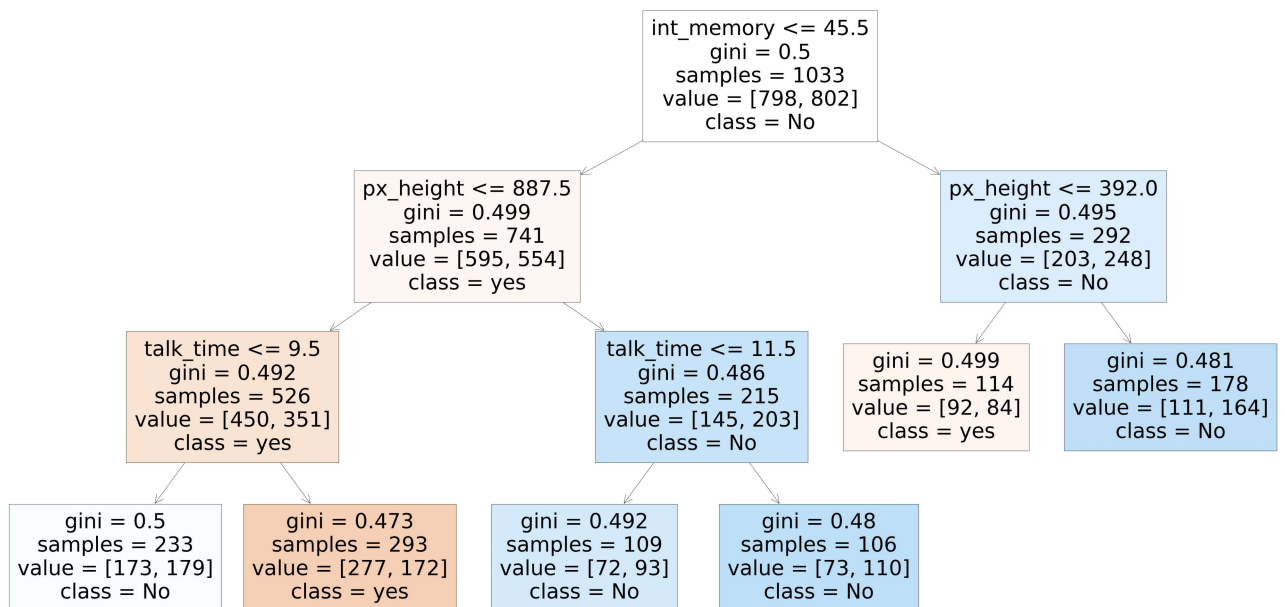 int_memory <= 45.5
gini = 0.5
samples = 1033
value = [798, 802]
class = No
px_height <= 887.5
gini = 0.499
samples = 741
value = [595, 554]
class = yes
px_height <= 392.0
gini = 0.495
samples = 292
value = [203, 248]
class = No
talk_time <= 9.5
gini = 0.492
samples = 526
value = [450, 351]
class = yes
talk_time <= 11.5
gini = 0.486
samples = 215
value = [145, 203]
class = No
gini = 0.499
samples = 114
value = [92, 84]
class = yes
gini = 0.481
samples = 178
value = [111, 164]
class = No
gini = 0.5
samples = 233
value = [173, 179]
class = No
gini = 0.473
samples = 293
value = [277, 172]
class = yes
gini = 0.492
samples = 109
value = [72, 93]
class = No
gini = 0.48
samples = 106
value = [73, 110]
class = No